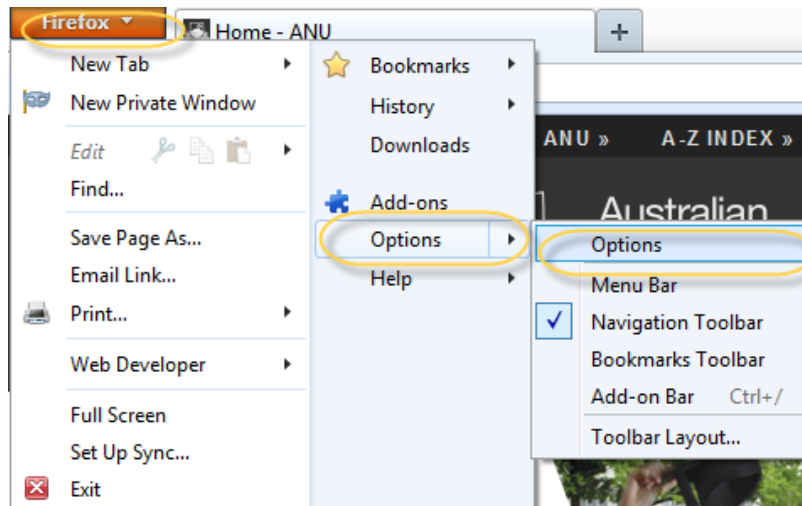 Firefox
Home - ANU
New Tab
New Private Window
Edit
Find...
Save Page As...
Email Link...
Print...
Web Developer
Full Screen
Set Up Sync...
Exit
Bookmarks
History
Downloads
Add-ons
Options
Help
ANU »
A-Z INDEX »
Australian
Options
Menu Bar
Navigation Toolbar
Bookmarks Toolbar
Add-on Bar Ctrl+/
Toolbar Layout...